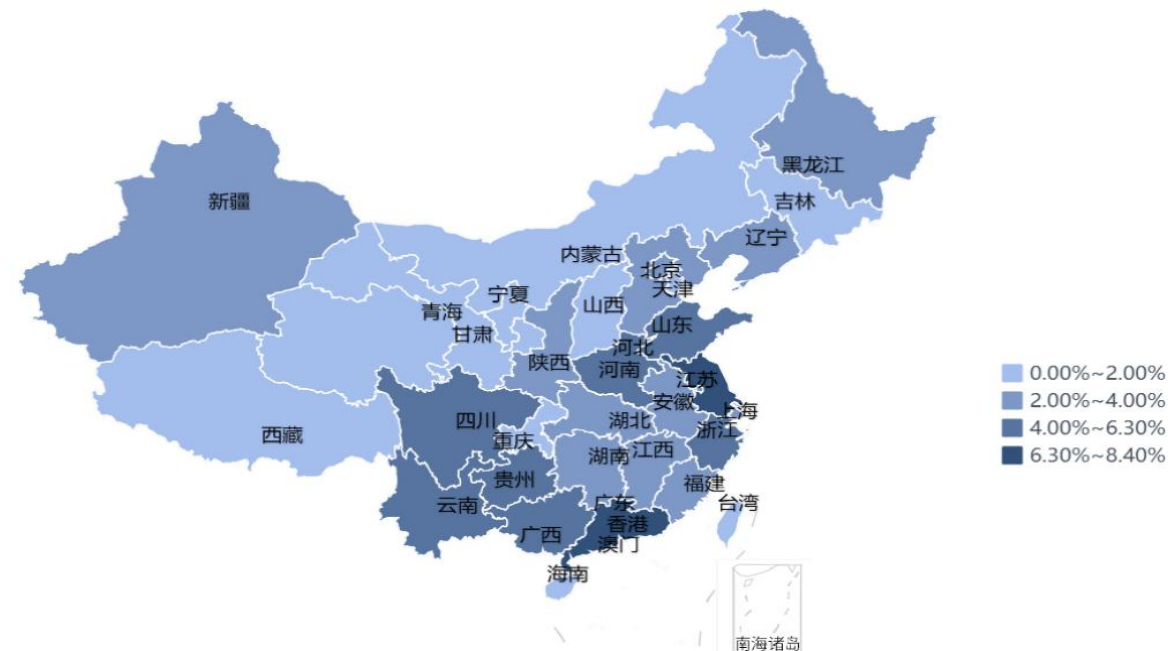 黑龙江
新疆
吉林
辽宁
内蒙古
北京
天津
宁夏
山西
青海
甘肃
山东
河北
陕西
河南
江苏
安徽
上海
四川
湖北
浙江
西藏
重庆
湖南
江西
贵州
福建
云南
广东
台湾
香港
广西
澳门
海南
南海诸岛
0.00%~2.00%
2.00%~4.00%
4.00%~6.30%
6.30%~8.40%